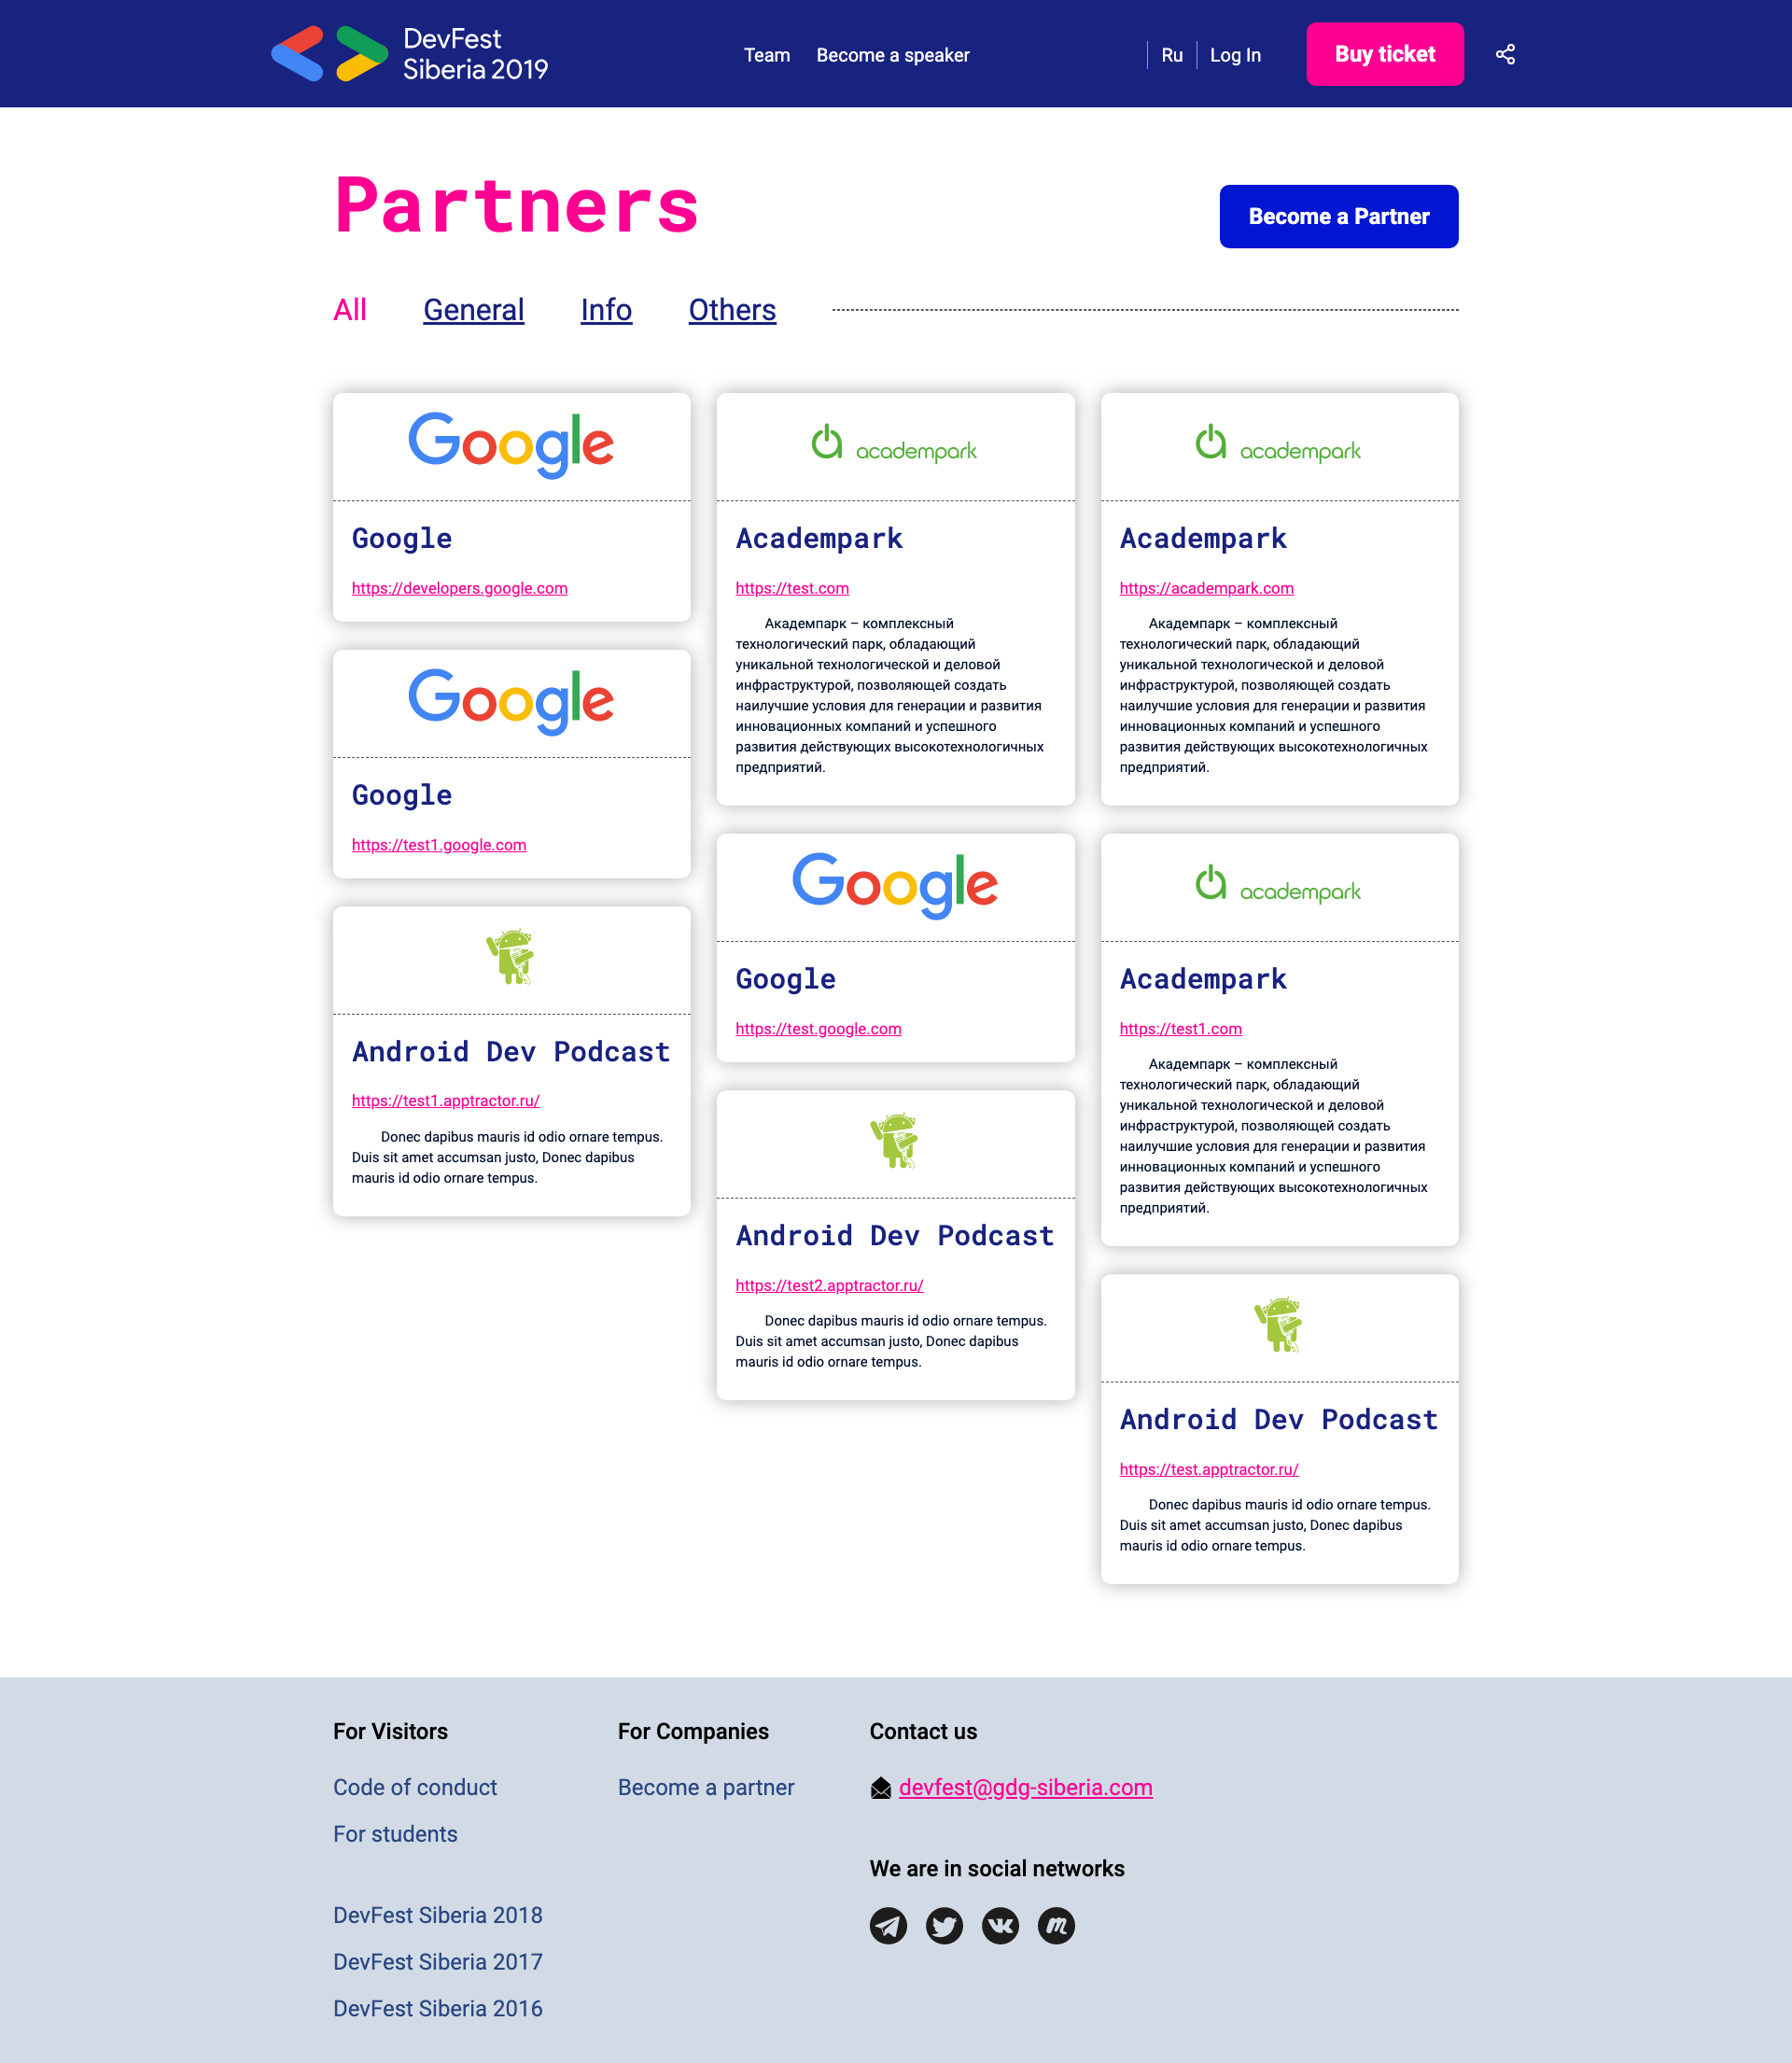 DevFest
Siberia 2019
Team
Become a speaker
Ru
Log In
Buy ticket
Partners
Become a Partner
All
General
Info
Others
Google
Google
https://developers.google.com
Google
Google
https://test1.google.com
Android Dev Podcast
https://test1.apptractor.ru/
Donec dapibus mauris id odio ornare tempus.
Duis sit amet accumsan justo, Donec dapibus
mauris id odio ornare tempus.
academpark
Academpark
https://test.com
Академпарк – комплексный
технологический парк, обладающий
уникальной технологической и деловой
инфраструктурой, позволяющей создать
наилучшие условия для генерации и развития
инновационных компаний и успешного
развития действующих высокотехнологичных
предприятий.
Google
Google
https://test.google.com
Android Dev Podcast
https://test2.apptractor.ru/
Donec dapibus mauris id odio ornare tempus.
Duis sit amet accumsan justo, Donec dapibus
mauris id odio ornare tempus.
academpark
Academpark
https://academpark.com
Академпарк – комплексный
технологический парк, обладающий
уникальной технологической и деловой
инфраструктурой, позволяющей создать
наилучшие условия для генерации и развития
инновационных компаний и успешного
развития действующих высокотехнологичных
предприятий.
academpark
Academpark
https://test1.com
Академпарк – комплексный
технологический парк, обладающий
уникальной технологической и деловой
инфраструктурой, позволяющей создать
наилучшие условия для генерации и развития
инновационных компаний и успешного
развития действующих высокотехнологичных
предприятий.
Android Dev Podcast
https://test.apptractor.ru/
Donec dapibus mauris id odio ornare tempus.
Duis sit amet accumsan justo, Donec dapibus
mauris id odio ornare tempus.
For Visitors
Code of conduct
For students
DevFest Siberia 2018
DevFest Siberia 2017
DevFest Siberia 2016
For Companies
Become a partner
Contact us
devfest@gdg-siberia.com
We are in social networks